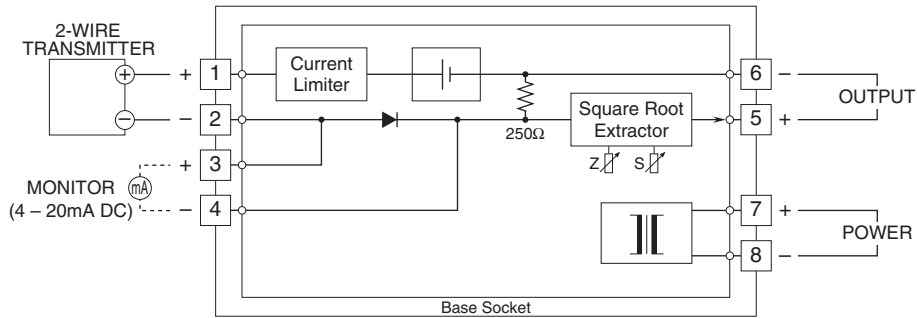 2-WIRE
TRANSMITTER
+
−
+ 1
− 2
+ 3
− 4
MONITOR
(4 – 20mA DC)
mA
Current
Limiter
250Ω
Square Root
Extractor
Z
S
6 −
5 +
OUTPUT
7 +
8 −
POWER
Base Socket